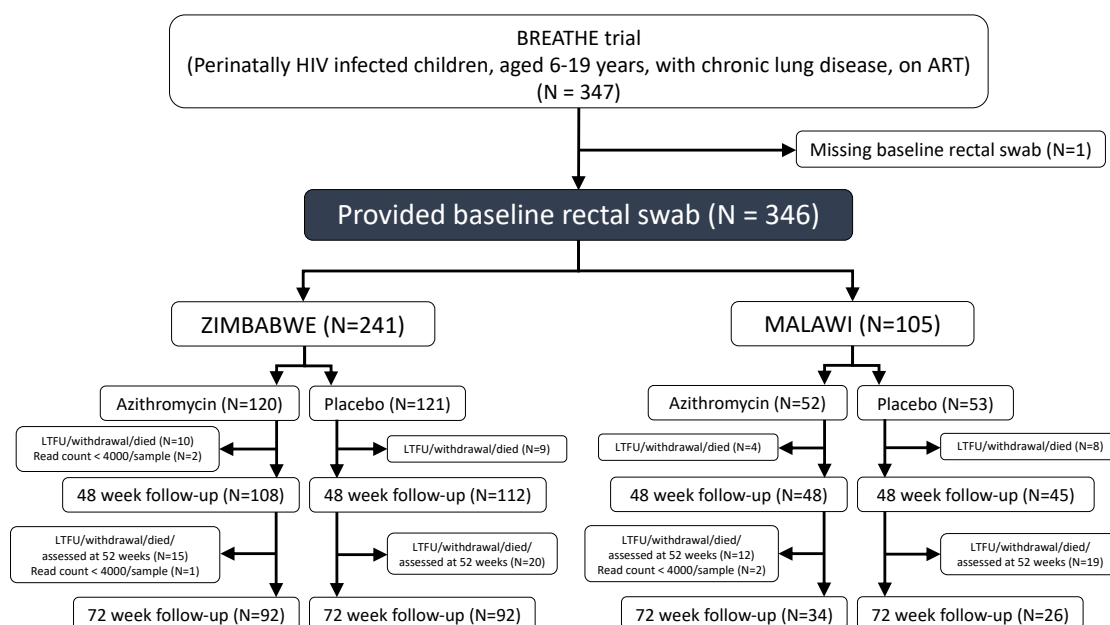 BREATHE trial
(Perinatally HIV infected children, aged 6-19 years, with chronic lung disease, on ART)
(N = 347)
Missing baseline rectal swab (N=1)
Provided baseline rectal swab (N = 346)
ZIMBABWE (N=241)
MALAWI (N=105)
Azithromycin (N=120)
Placebo (N=121)
Azithromycin (N=52)
Placebo (N=53)
LTFU/withdrawal/died (N=10)
Read count < 4000/sample (N=2)
LTFU/withdrawal/died (N=9)
LTFU/withdrawal/died (N=4)
LTFU/withdrawal/died (N=8)
48 week follow-up (N=108)
48 week follow-up (N=112)
48 week follow-up (N=48)
48 week follow-up (N=45)
LTFU/withdrawal/died/
assessed at 52 weeks (N=15)
Read count < 4000/sample (N=1)
LTFU/withdrawal/died/
assessed at 52 weeks (N=20)
LTFU/withdrawal/died/
assessed at 52 weeks (N=12)
Read count < 4000/sample (N=2)
LTFU/withdrawal/died/
assessed at 52 weeks (N=19)
72 week follow-up (N=92)
72 week follow-up (N=92)
72 week follow-up (N=34)
72 week follow-up (N=26)